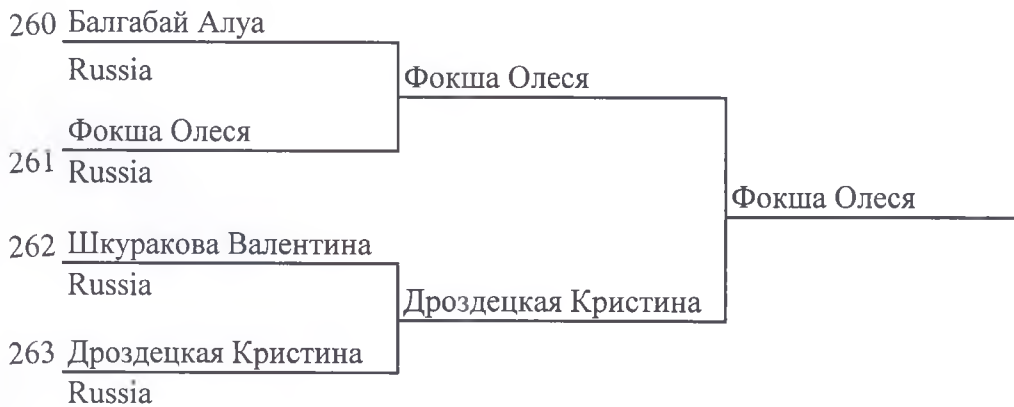 260 Балгабай Алуа
Russia
Фокша Олеся
Фокша Олеся
261 Russia
Фокша Олеся
262 Шкуракова Валентина
Russia
Дроздецкая Кристина
263 Дроздецкая Кристина
Russia